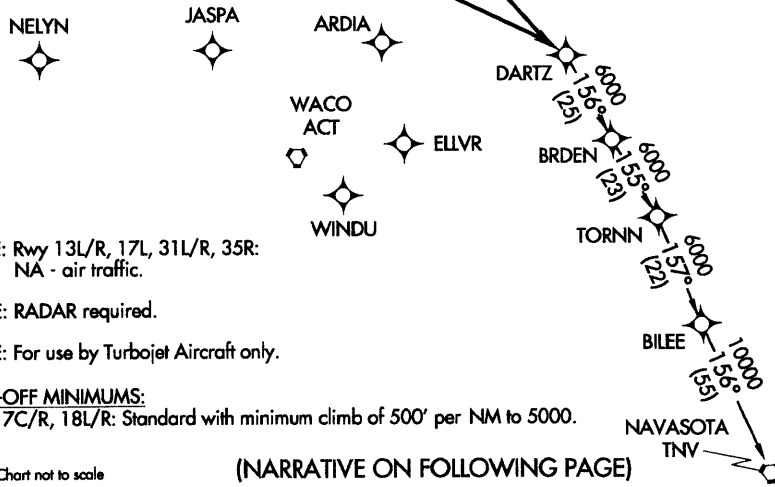 NELYN
JASPA
ARDIA
DARTZ
6000
156°
(25)
WACO
ACT
ELLVR
BRDEN
6000
155°
(23)
WINDU
TORNN
6000
157°
(22)
E: Rwy 13L/R, 17L, 31L/R, 35R:
NA - air traffic.
E: RADAR required.
E: For use by Turbojet Aircraft only.
BILEE
10000
156°
(55)
-OFF MINIMUMS:
7C/R, 18L/R: Standard with minimum climb of 500' per NM to 5000.
NAVASOTA
TNV
Chart not to scale
(NARRATIVE ON FOLLOWING PAGE)